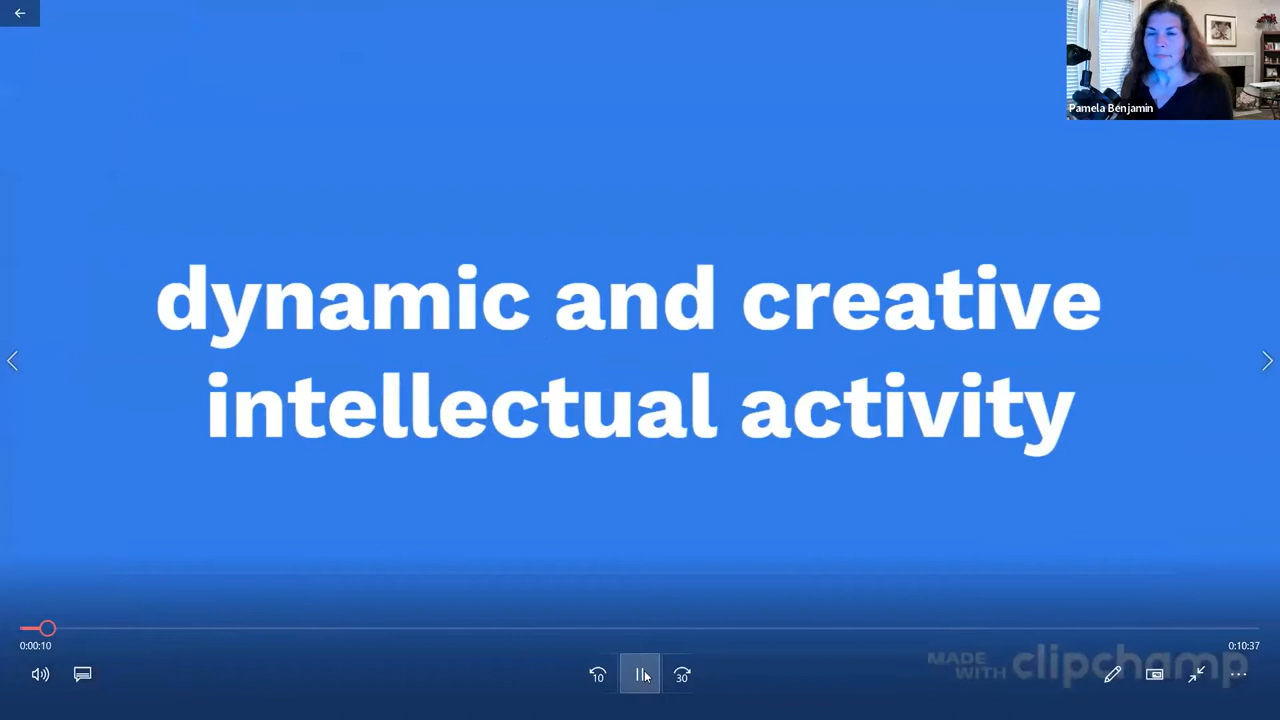 Pamela Benjamin
dynamic and creative
intellectual activity
0:00:10
0:10:37
10
30
MADE
WITH clipchamp